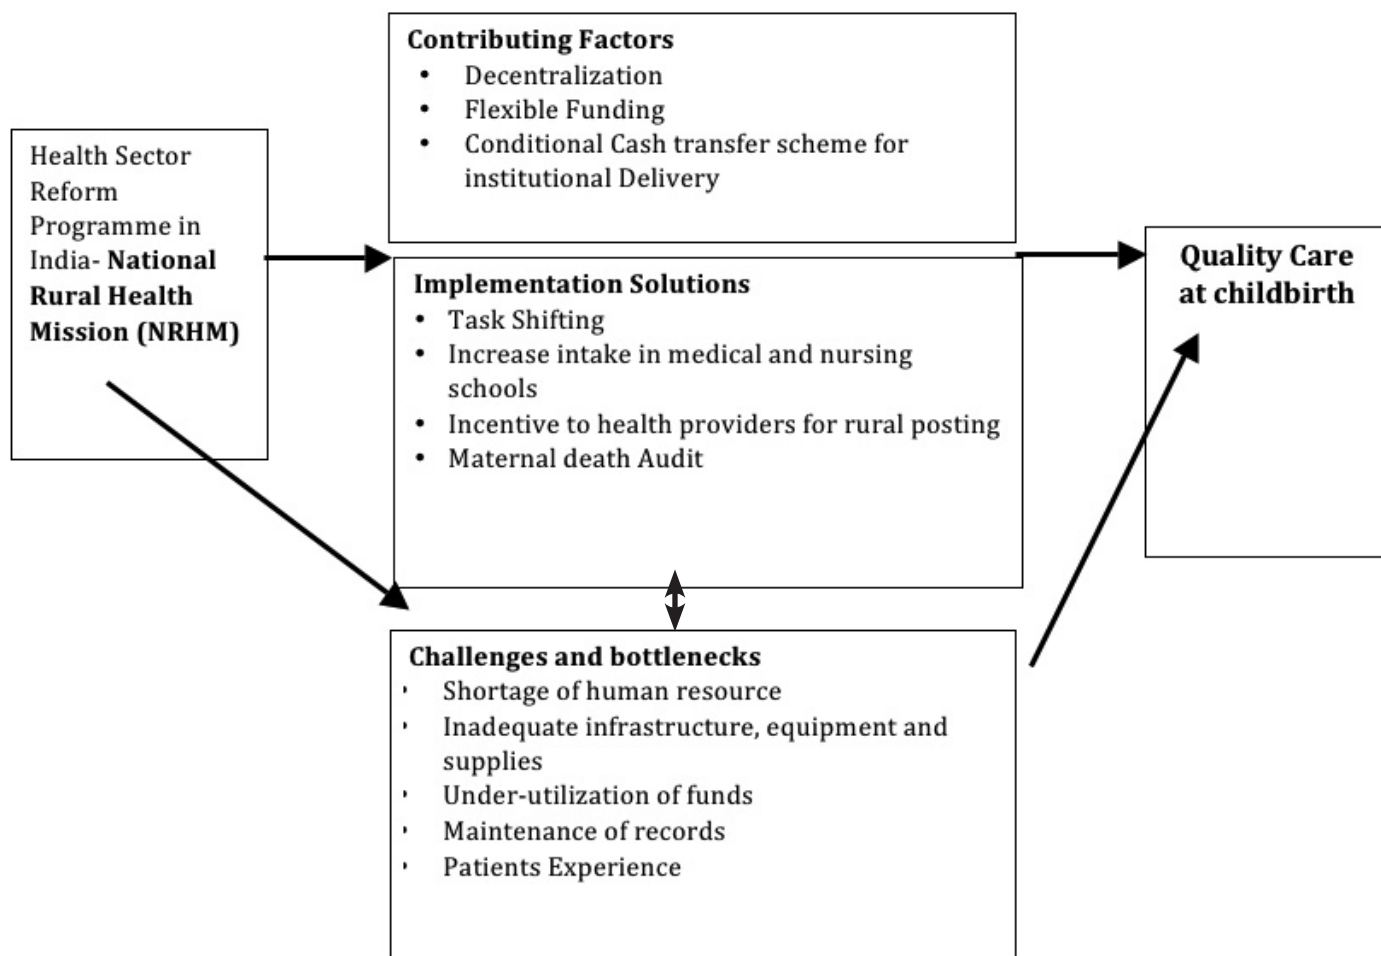 Health Sector
Reform
Programme in
India- National
Rural Health
Mission (NRHM)
Contributing Factors
• Decentralization
• Flexible Funding
• Conditional Cash transfer scheme for
institutional Delivery
Implementation Solutions
• Task Shifting
• Increase intake in medical and nursing
schools
• Incentive to health providers for rural posting
• Maternal death Audit
Challenges and bottlenecks
• Shortage of human resource
• Inadequate infrastructure, equipment and
supplies
• Under-utilization of funds
• Maintenance of records
• Patients Experience
Quality Care
at childbirth